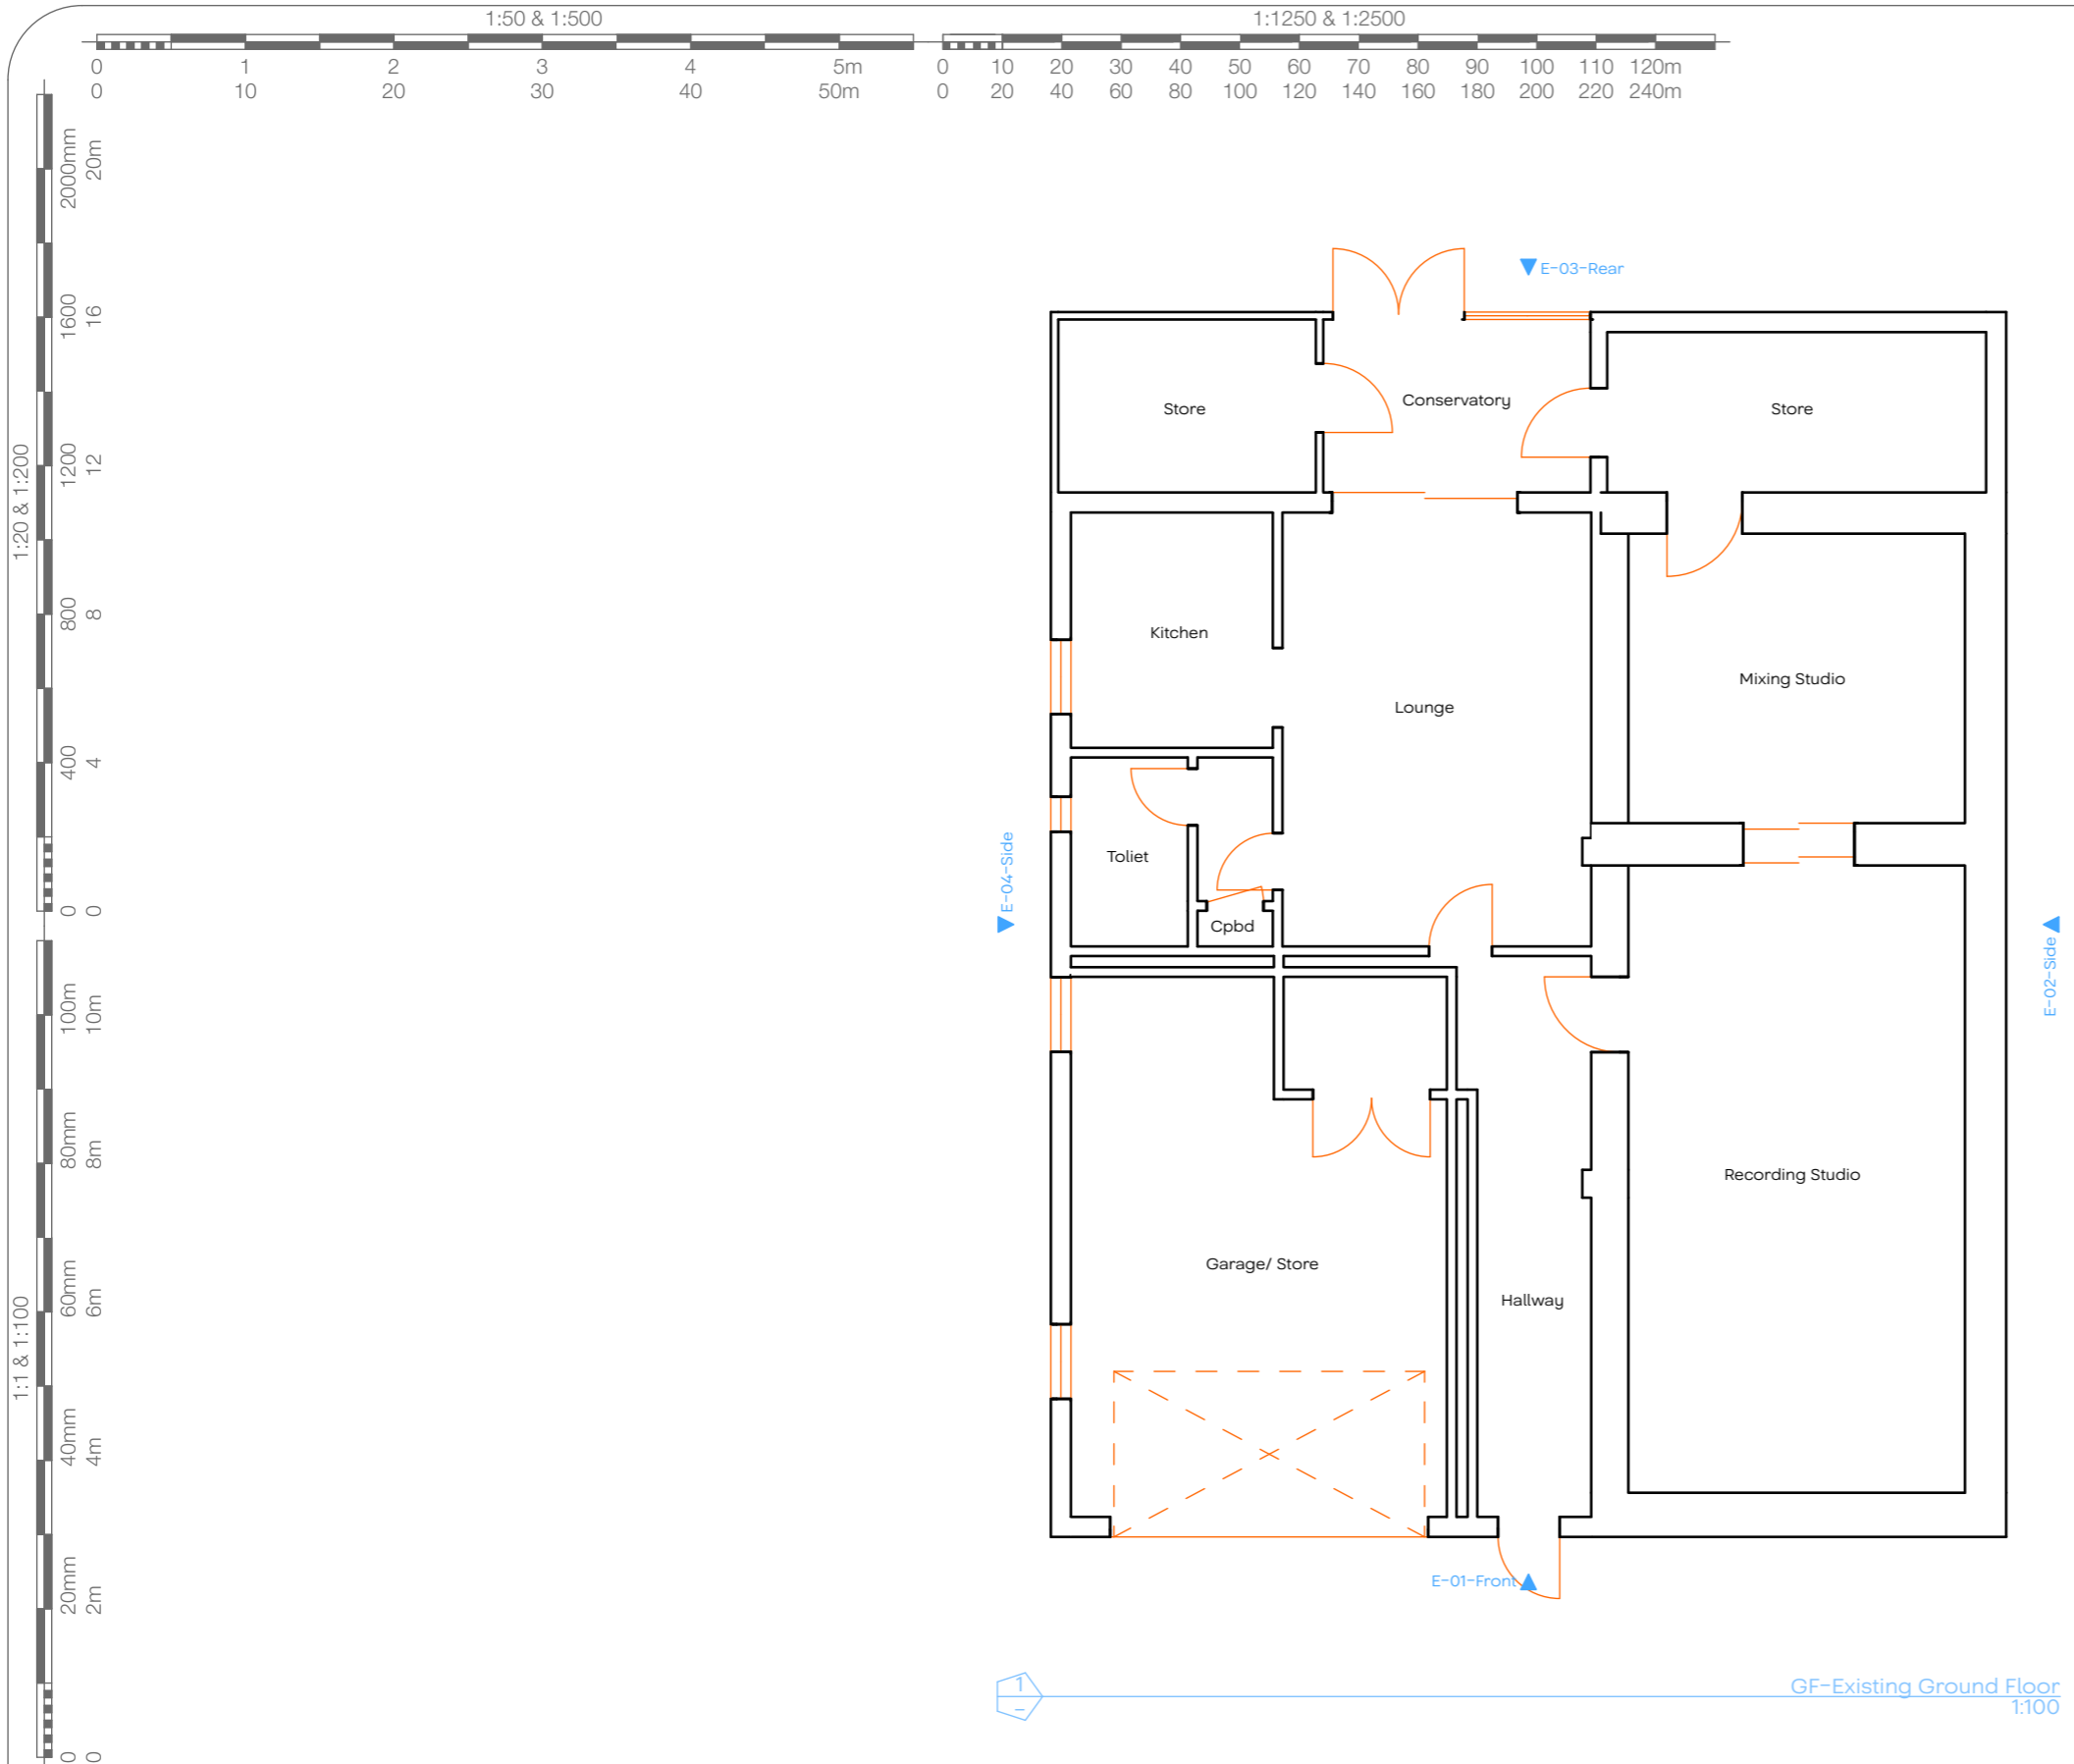 1:50 & 1:500
1:1250 & 1:2500
0 1 2 3 4 5m
0 10 20 30 40 50m
0 10 20 30 40 50 60 70 80 90 100 110 120m
0 20 40 60 80 100 120 140 160 180 200 220 240m
1:20 & 1:200
2000mm 20m
1600 16
1200 12
800 8
400 4
0 0
1:1 & 1:100
100mm 10m
80mm 8m
60mm 6m
40mm 4m
20mm 2m
0 0
E-03-Rear
Store
Conservatory
Store
Kitchen
Mixing Studio
Lounge
Toliet
E-04-Side
Cpbd
E-02-Side
Recording Studio
Garage/ Store
Hallway
E-01-Front
1
–
GF-Existing Ground Floor
1:100